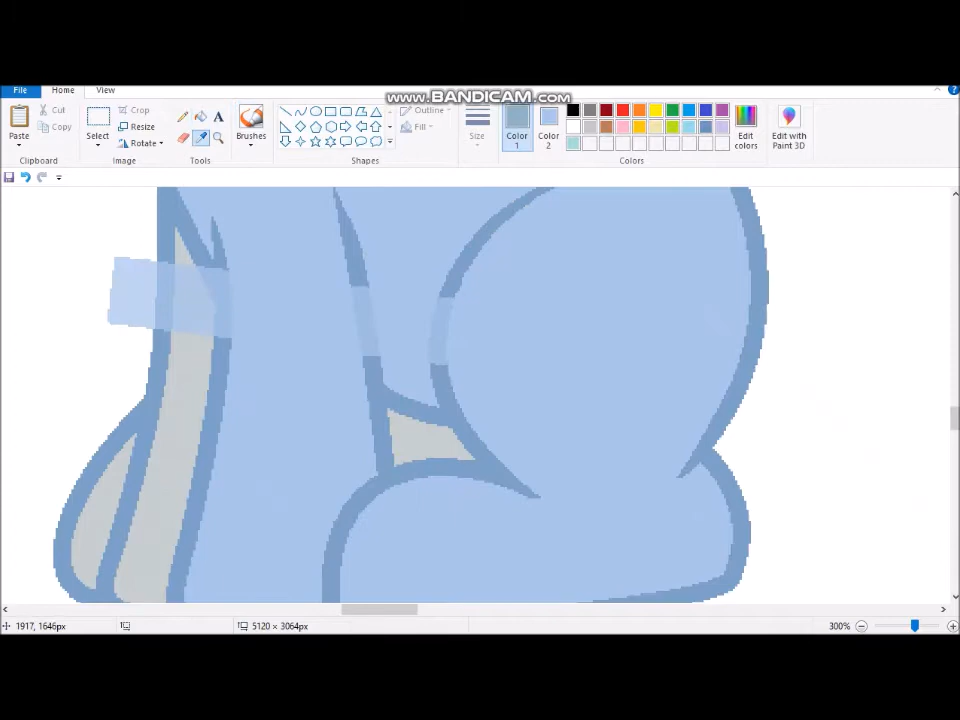 File Home View
www.BANDICAM.com
Cut
Crop
Outline
Copy
Resize
Fill
Paste
Select
Rotate
Brushes
Size
Color
1
Color
2
Edit
colors
Edit with
Paint 3D
Clipboard
Image
Tools
Shapes
Colors
1917, 1646px
5120 × 3064px
300%